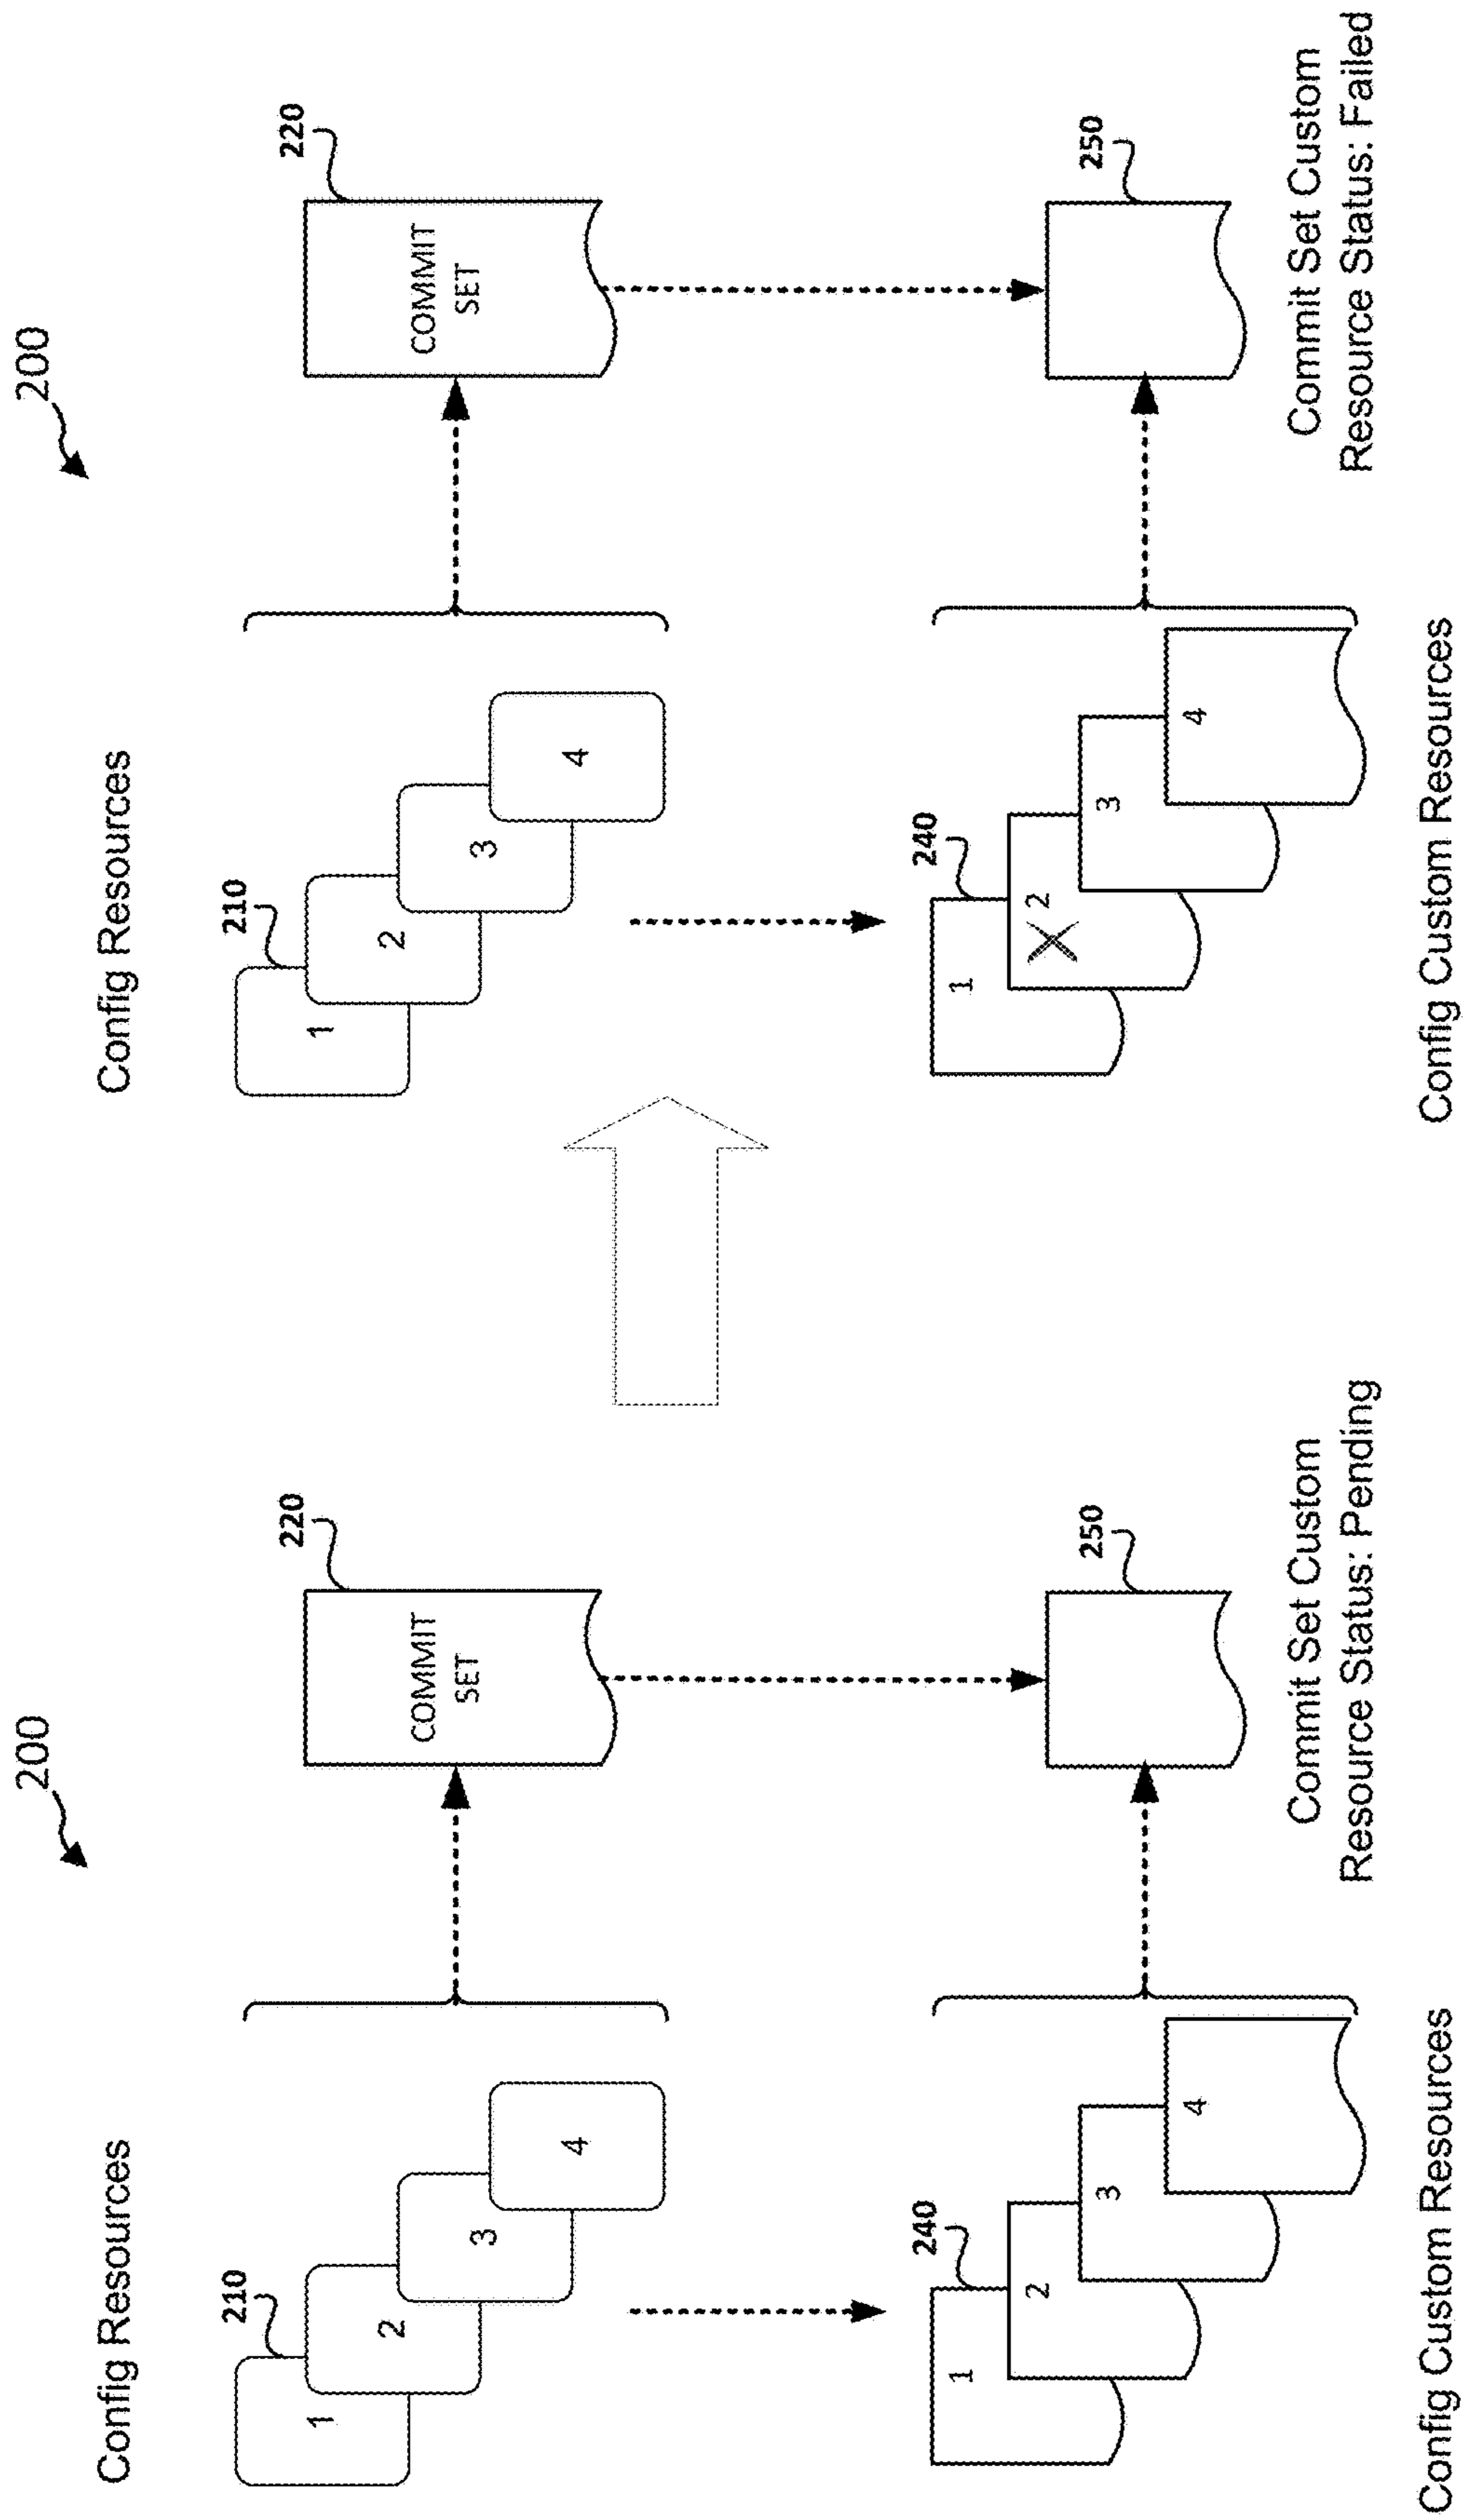 200
Config Resources
210
1
2
3
4
220
COMMIT
SET
240
1
2
3
4
250
Config Custom Resources
Commit Set Custom
Resource Status: Pending
200
Config Resources
210
1
2
3
4
220
COMMIT
SET
240
1
2
3
4
250
Config Custom Resources
Commit Set Custom
Resource Status: Failed